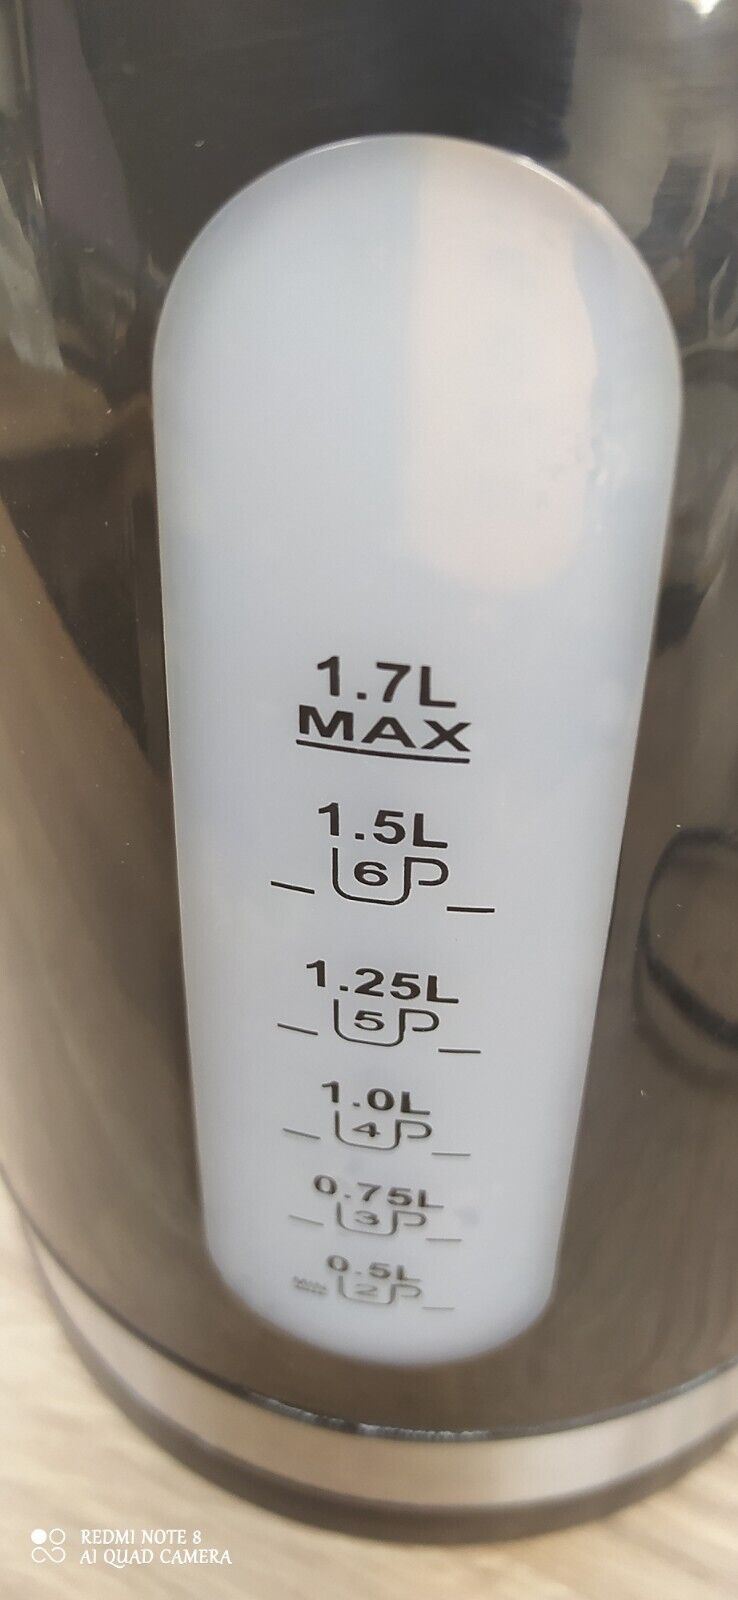 1.7L
MAX
1.5L
6
1.25L
5
1.0L
4
0.75L
3
0.5L
MIN 2
REDMI NOTE 8
AI QUAD CAMERA